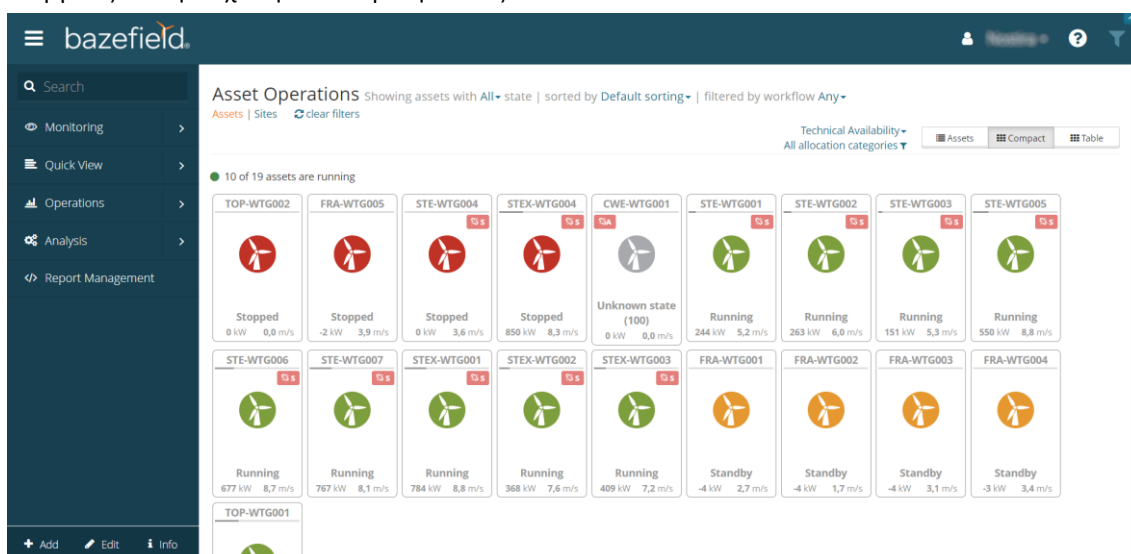 bazefield®
Search
Monitoring
Quick View
Operations
Analysis
Report Management
Add Edit Info
Asset Operations Showing assets with All state | sorted by Default sorting | filtered by workflow Any
Assets | Sites clear filters
Technical Availability
All allocation categories
Assets Compact Table
10 of 19 assets are running
TOP-WTG002 FRA-WTG005 STE-WTG004 STEX-WTG004 CWE-WTG001 STE-WTG001 STE-WTG002 STE-WTG003 STE-WTG005
S S A S S S S
Stopped Stopped Stopped Stopped Unknown state (100) Running Running Running Running
0 kW 0,0 m/s -2 kW 3,9 m/s 0 kW 3,6 m/s 850 kW 8,3 m/s 0 kW 0,0 m/s 244 kW 5,2 m/s 263 kW 6,0 m/s 151 kW 5,3 m/s 550 kW 8,8 m/s
STE-WTG006 STE-WTG007 STEX-WTG001 STEX-WTG002 STEX-WTG003 FRA-WTG001 FRA-WTG002 FRA-WTG003 FRA-WTG004
S S S S S
Running Running Running Running Running Standby Standby Standby Standby
677 kW 8,7 m/s 767 kW 8,1 m/s 784 kW 8,8 m/s 368 kW 7,6 m/s 409 kW 7,2 m/s -4 kW 2,7 m/s -4 kW 1,7 m/s -4 kW 3,1 m/s -3 kW 3,4 m/s
TOP-WTG001